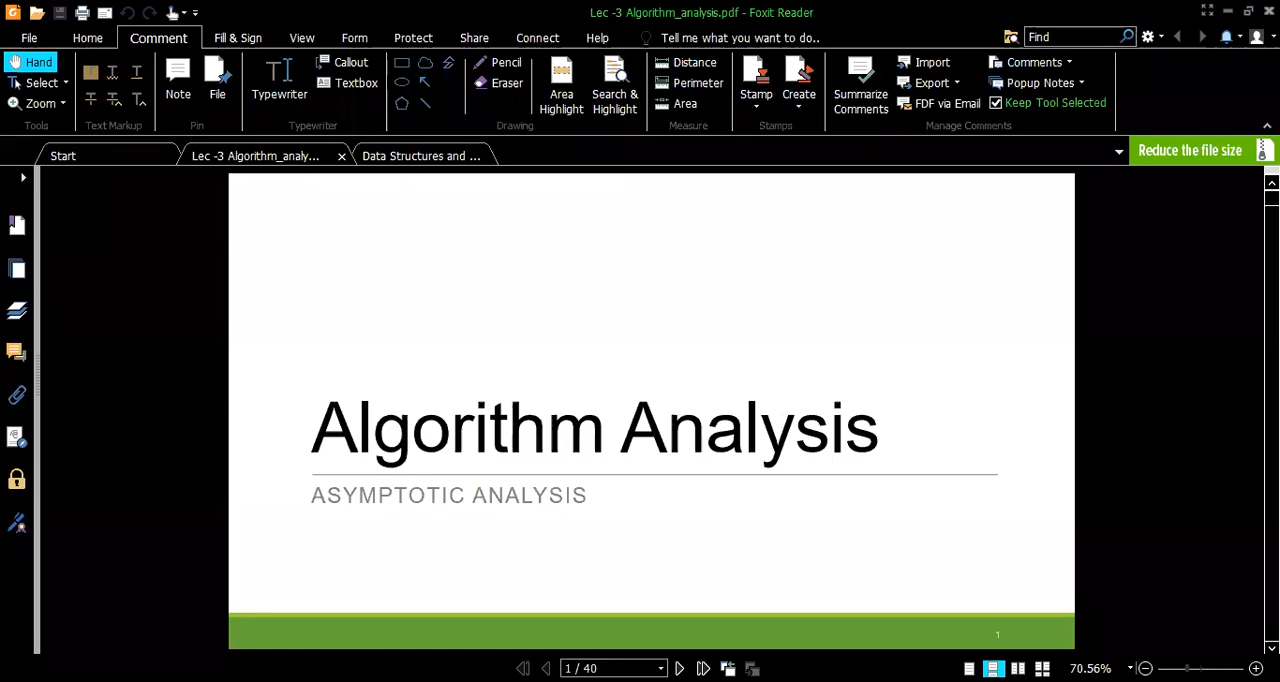 Lec -3 Algorithm_analysis.pdf - Foxit Reader
File Home Comment Fill & Sign View Form Protect Share Connect Help Tell me what you want to do.. Find
Hand
Select
Zoom
Tools
Text Markup
Note
File
Pin
Typewriter
Callout
Textbox
Typewriter
Pencil
Eraser
Area Highlight
Search & Highlight
Drawing
Distance
Perimeter
Area
Measure
Stamp
Create
Stamps
Summarize Comments
Import
Export
FDF via Email
Comments
Popup Notes
Keep Tool Selected
Manage Comments
Start
Lec -3 Algorithm_analy...
Data Structures and ...
Reduce the file size
Algorithm Analysis
ASYMPTOTIC ANALYSIS
1
1 / 40
70.56%